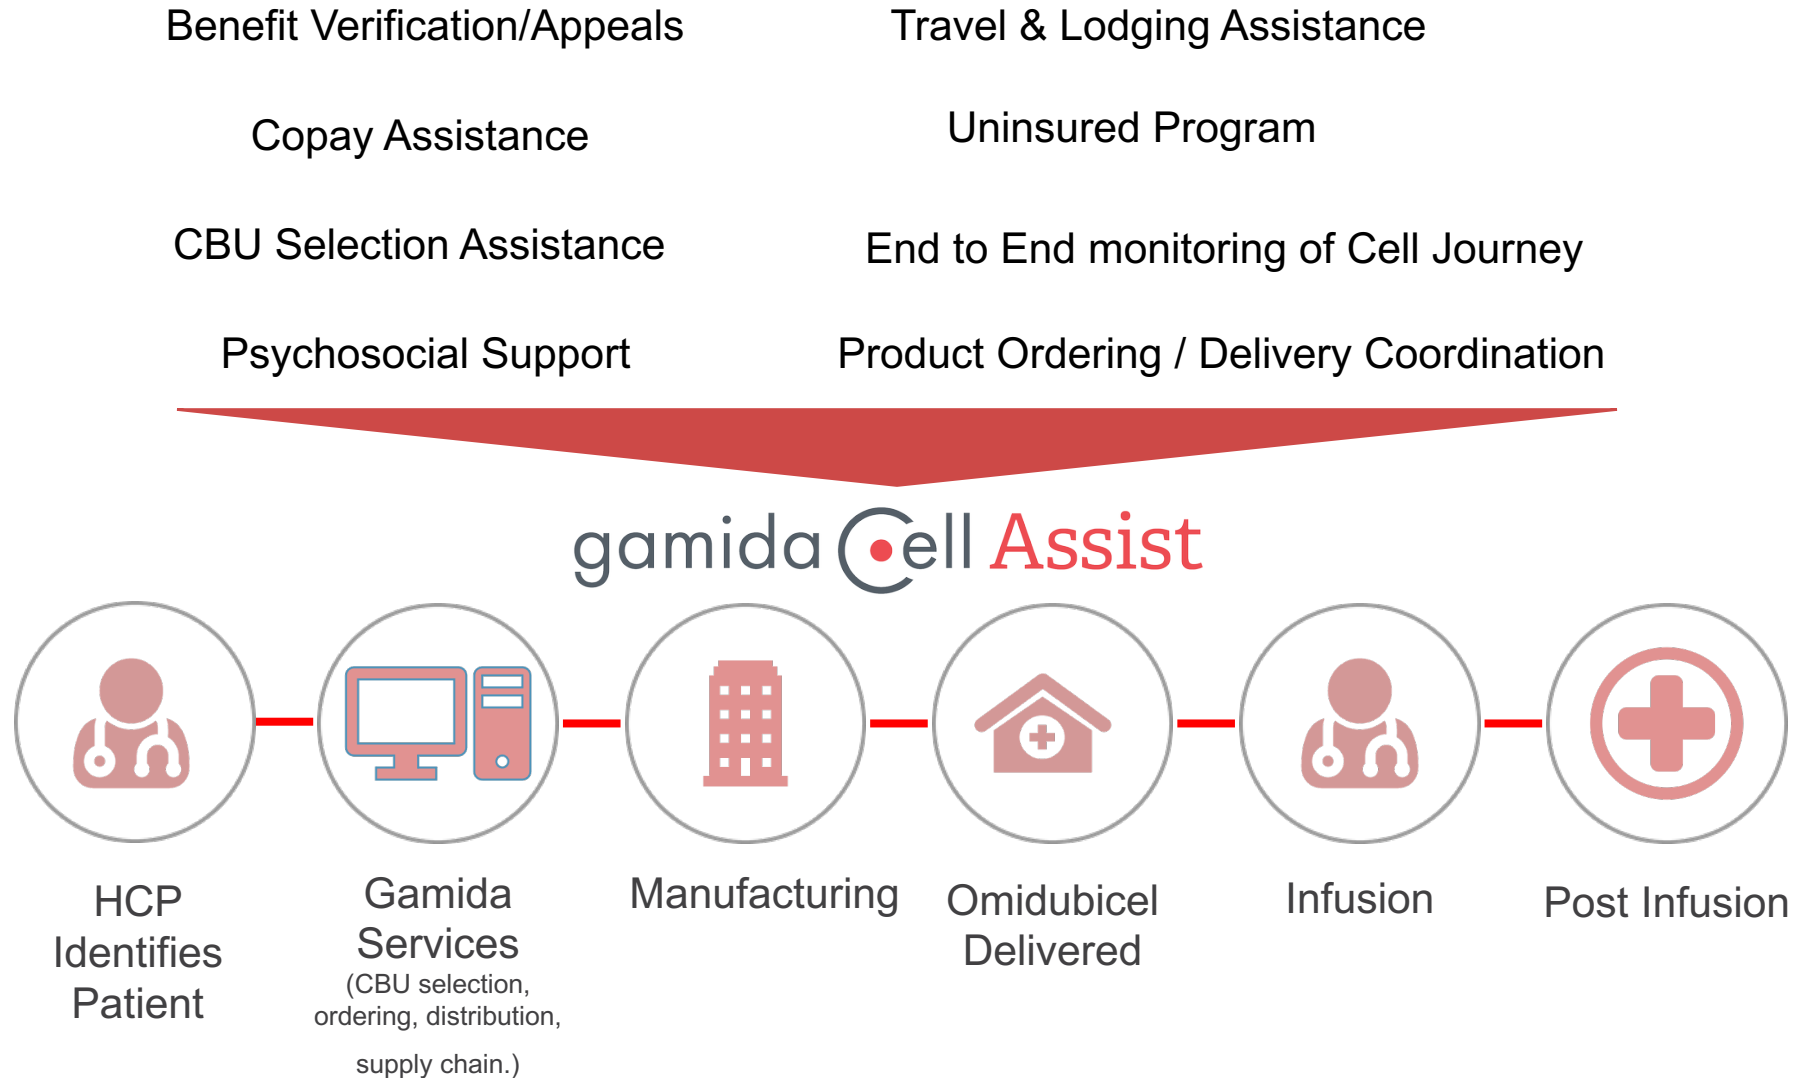 Benefit Verification/Appeals
Travel & Lodging Assistance
Copay Assistance
Uninsured Program
CBU Selection Assistance
End to End monitoring of Cell Journey
Psychosocial Support
Product Ordering / Delivery Coordination
gamida Cell Assist
HCP
Identifies
Patient
Gamida
Services
(CBU selection,
ordering, distribution,
supply chain.)
Manufacturing
Omidubicel
Delivered
Infusion
Post Infusion